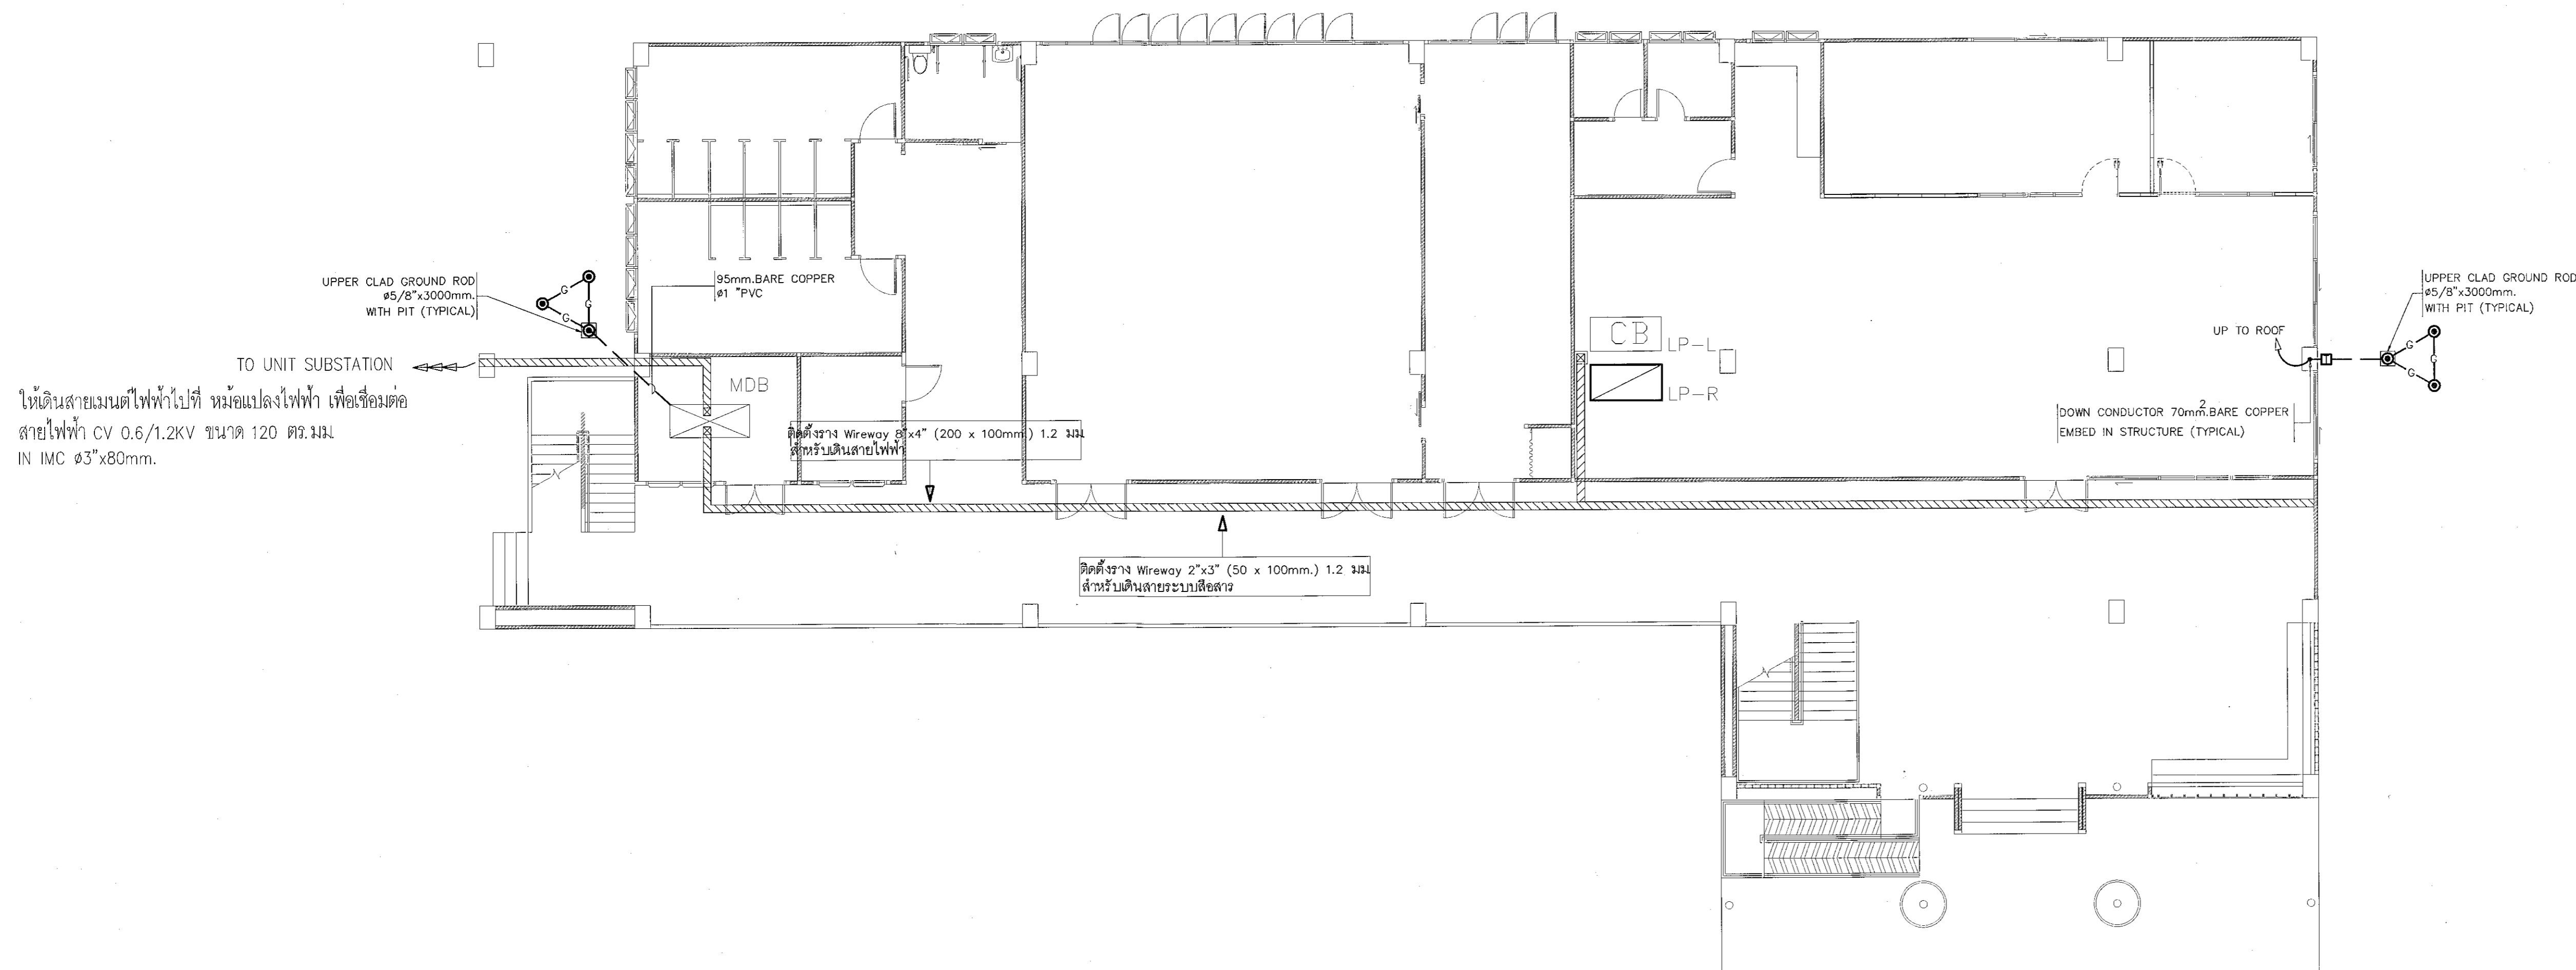 UPPER CLAD GROUND ROD
ø5/8"x3000mm.
WITH PIT (TYPICAL)
G
G
G
95mm.BARE COPPER
ø1 "PVC
TO UNIT SUBSTATION
ให้เดินสายเมนต์ไฟฟ้าไปที่ หม้อแปลงไฟฟ้า เพื่อเชื่อมต่อ
สายไฟฟ้า CV 0.6/1.2KV ขนาด 120 ตร.มม
IN IMC ø3"x80mm.
MDB
ติดตั้งราง Wireway 8"x4" (200 x 100mm.) 1.2 มม
สำหรับเดินสายไฟฟ้า
ติดตั้งราง Wireway 2"x3" (50 x 100mm.) 1.2 มม
สำหรับเดินสายระบบสื่อสาร
CB
LP-L
LP-R
UP TO ROOF
UPPER CLAD GROUND ROD
ø5/8"x3000mm.
WITH PIT (TYPICAL)
G
G
G
DOWN CONDUCTOR 70mm².BARE COPPER
EMBED IN STRUCTURE (TYPICAL)